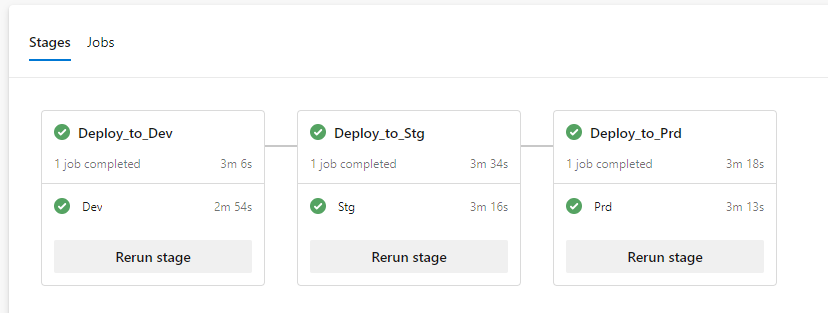 Stages Jobs
Deploy_to_Dev
1 job completed 3m 6s
Dev 2m 54s
Rerun stage
Deploy_to_Stg
1 job completed 3m 34s
Stg 3m 16s
Rerun stage
Deploy_to_Prd
1 job completed 3m 18s
Prd 3m 13s
Rerun stage